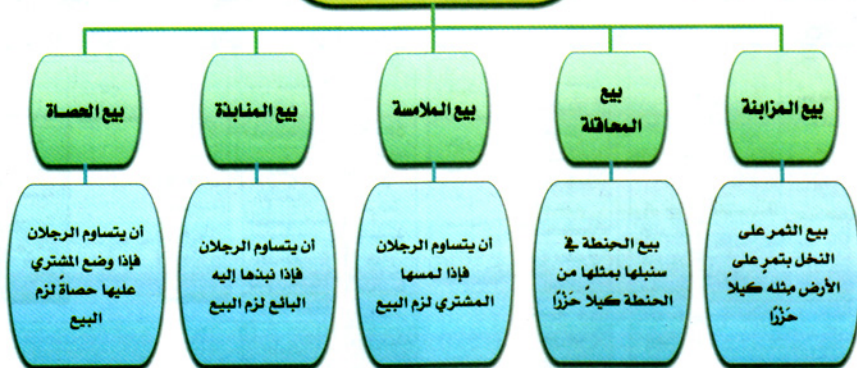 بيع المزابنة
بيع
المحاقلة
بيع الملامسة
بيع المنابذة
بيع الحصاة
بيع الثمر على
النخل بتمرٍ على
الأرض مثله كيلاً
حَزْرًا
بيع الحنطة في
سنبلها بمثلها من
الحنطة كيلاً حَزْرًا
أن يتساوم الرجلان
فإذا لمسها
المشتري لزم البيع
أن يتساوم الرجلان
فإذا نبذها إليه
البائع لزم البيع
أن يتساوم الرجلان
فإذا وضع المشتري
عليها حصاةً لزم
البيع